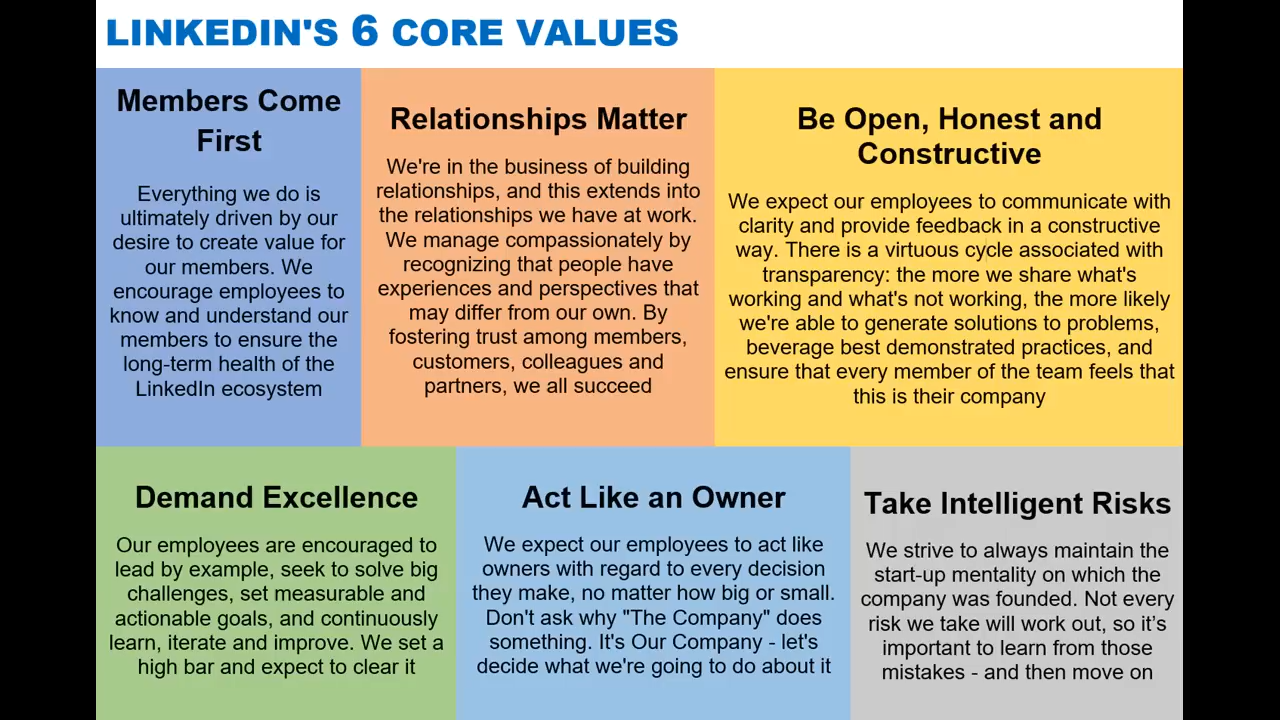 LINKEDIN'S 6 CORE VALUES
Members Come
First
Everything we do is
ultimately driven by our
desire to create value for
our members. We
encourage employees to
know and understand our
members to ensure the
long-term health of the
LinkedIn ecosystem
Relationships Matter
We're in the business of building
relationships, and this extends into
the relationships we have at work.
We manage compassionately by
recognizing that people have
experiences and perspectives that
may differ from our own. By
fostering trust among members,
customers, colleagues and
partners, we all succeed
Be Open, Honest and
Constructive
We expect our employees to communicate with
clarity and provide feedback in a constructive
way. There is a virtuous cycle associated with
transparency: the more we share what's
working and what's not working, the more likely
we're able to generate solutions to problems,
beverage best demonstrated practices, and
ensure that every member of the team feels that
this is their company
Demand Excellence
Our employees are encouraged to
lead by example, seek to solve big
challenges, set measurable and
actionable goals, and continuously
learn, iterate and improve. We set a
high bar and expect to clear it
Act Like an Owner
We expect our employees to act like
owners with regard to every decision
they make, no matter how big or small.
Don't ask why "The Company" does
something. It's Our Company - let's
decide what we're going to do about it
Take Intelligent Risks
We strive to always maintain the
start-up mentality on which the
company was founded. Not every
risk we take will work out, so it’s
important to learn from those
mistakes - and then move on